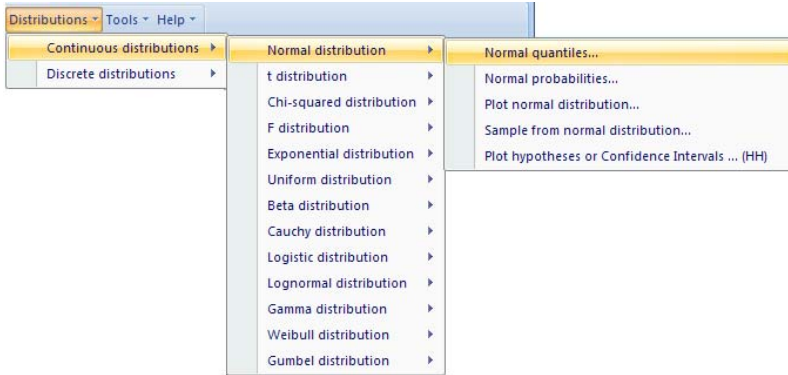 Distributions Tools Help
Continuous distributions
Discrete distributions
Normal distribution
t distribution
Chi-squared distribution
F distribution
Exponential distribution
Uniform distribution
Beta distribution
Cauchy distribution
Logistic distribution
Lognormal distribution
Gamma distribution
Weibull distribution
Gumbel distribution
Normal quantiles...
Normal probabilities...
Plot normal distribution...
Sample from normal distribution...
Plot hypotheses or Confidence Intervals ... (HH)